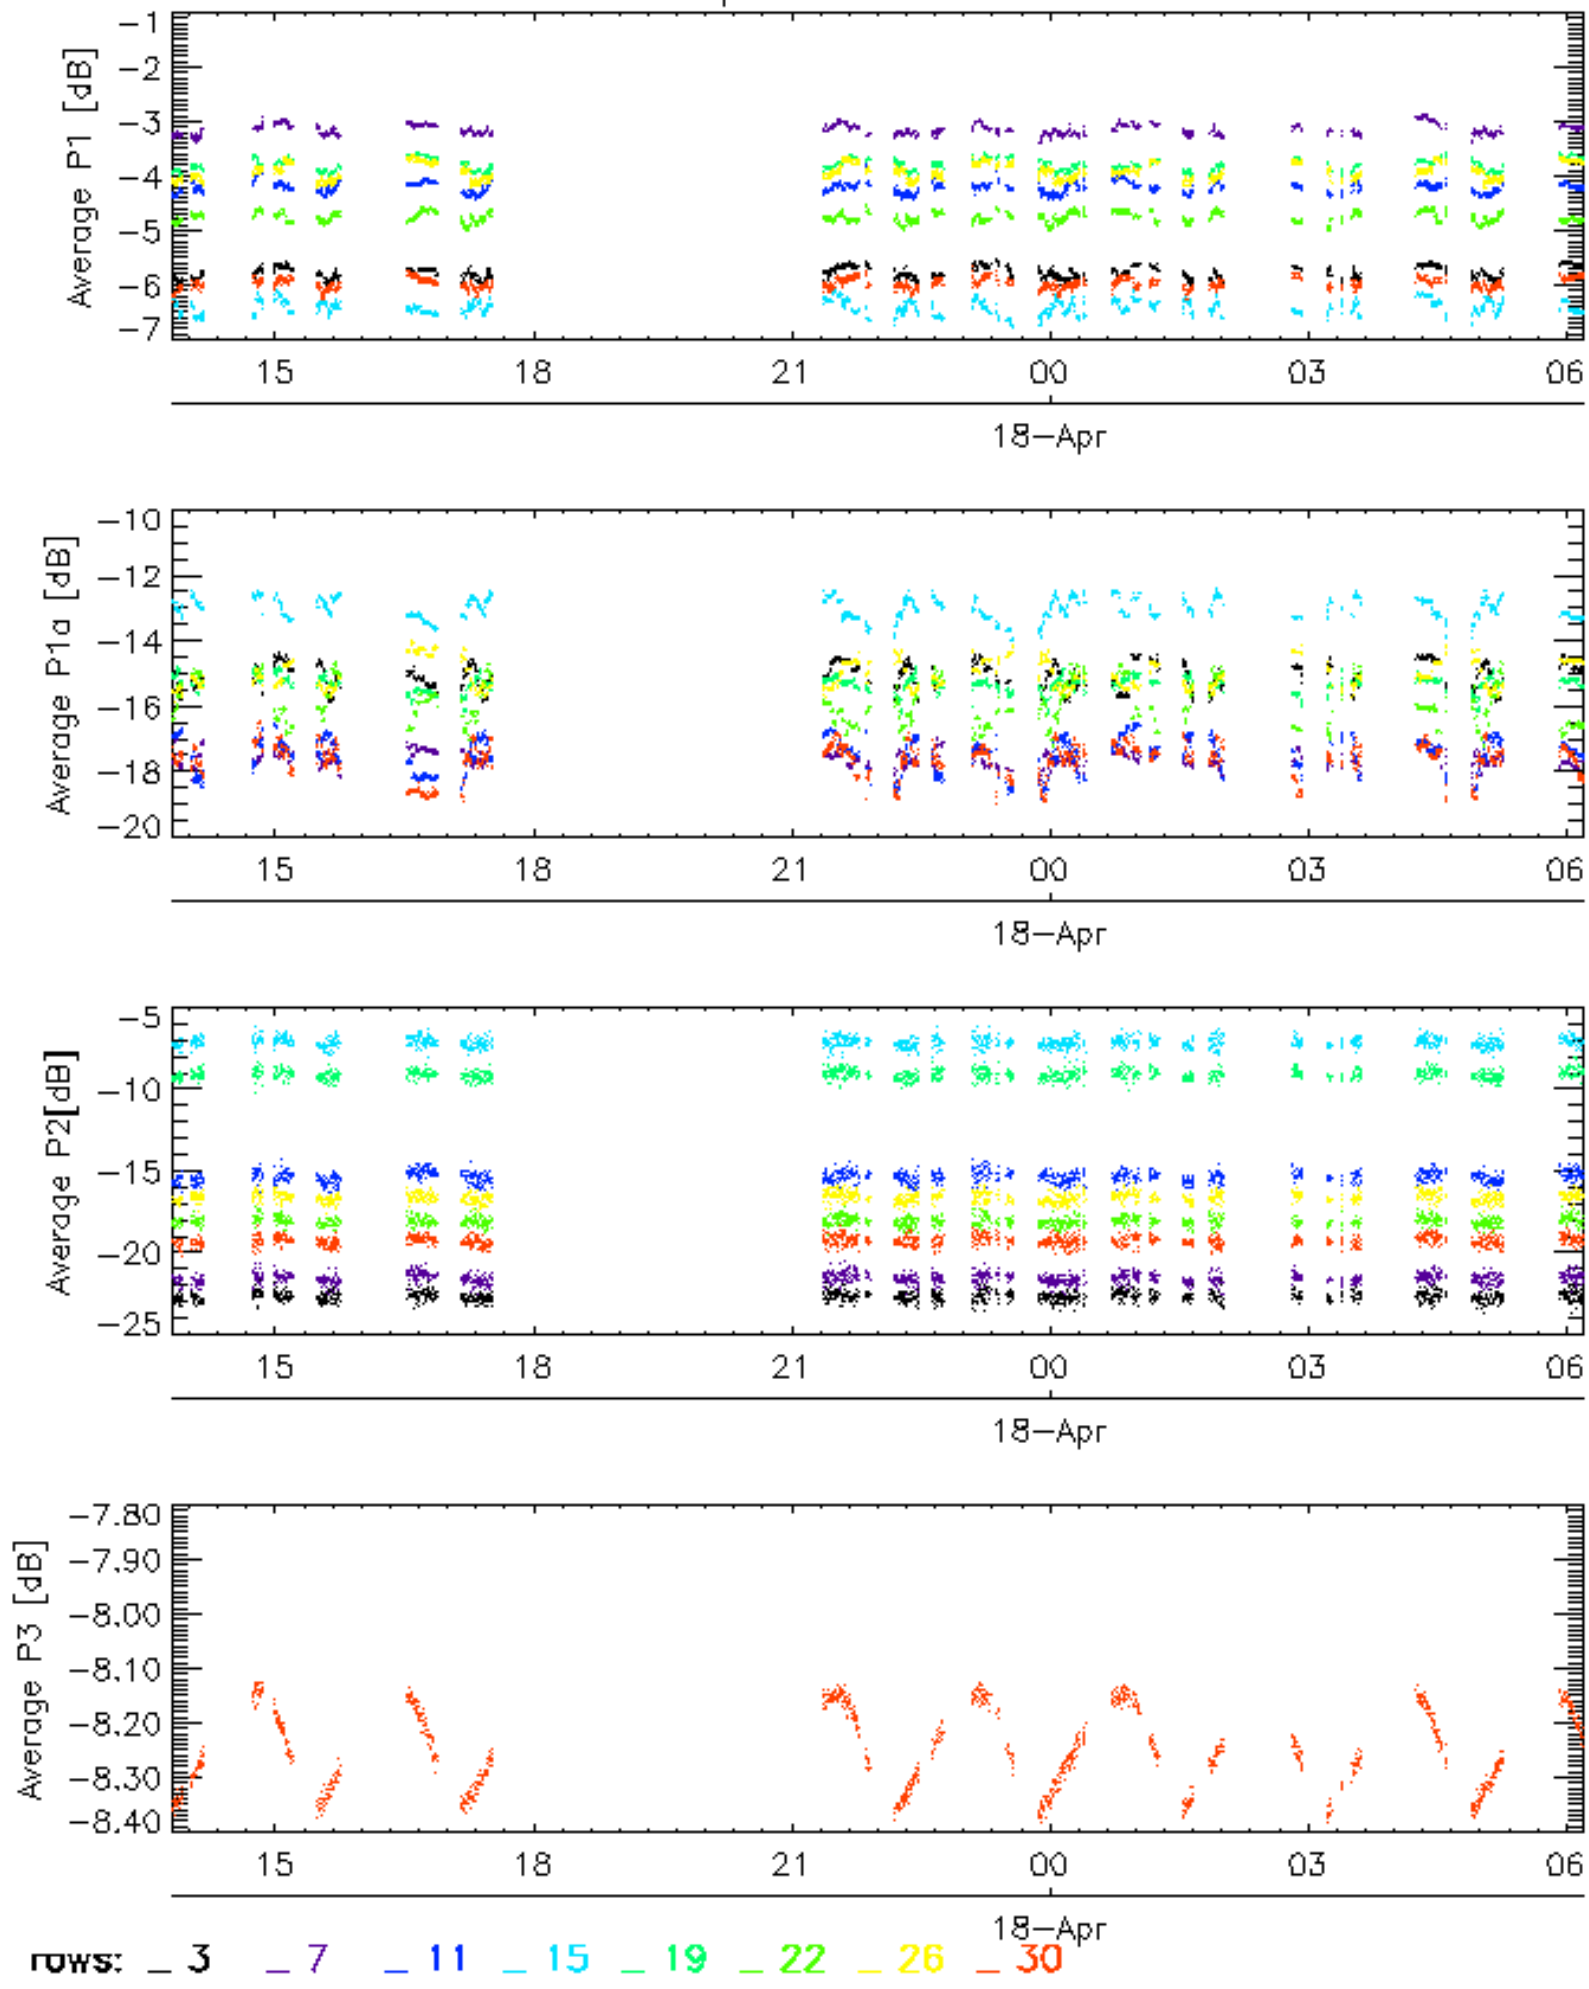 Average P1 [dB]
-1
-2
-3
-4
-5
-6
-7
15 18 21 00 03 06
18-Apr
Average P1a [dB]
-10
-12
-14
-16
-18
-20
15 18 21 00 03 06
18-Apr
Average P2[dB]
-5
-10
-15
-20
-25
15 18 21 00 03 06
18-Apr
Average P3 [dB]
-7.80
-7.90
-8.00
-8.10
-8.20
-8.30
-8.40
15 18 21 00 03 06
18-Apr
rows: _ 3 _ 7 _ 11 _ 15 _ 19 _ 22 _ 26 _ 30